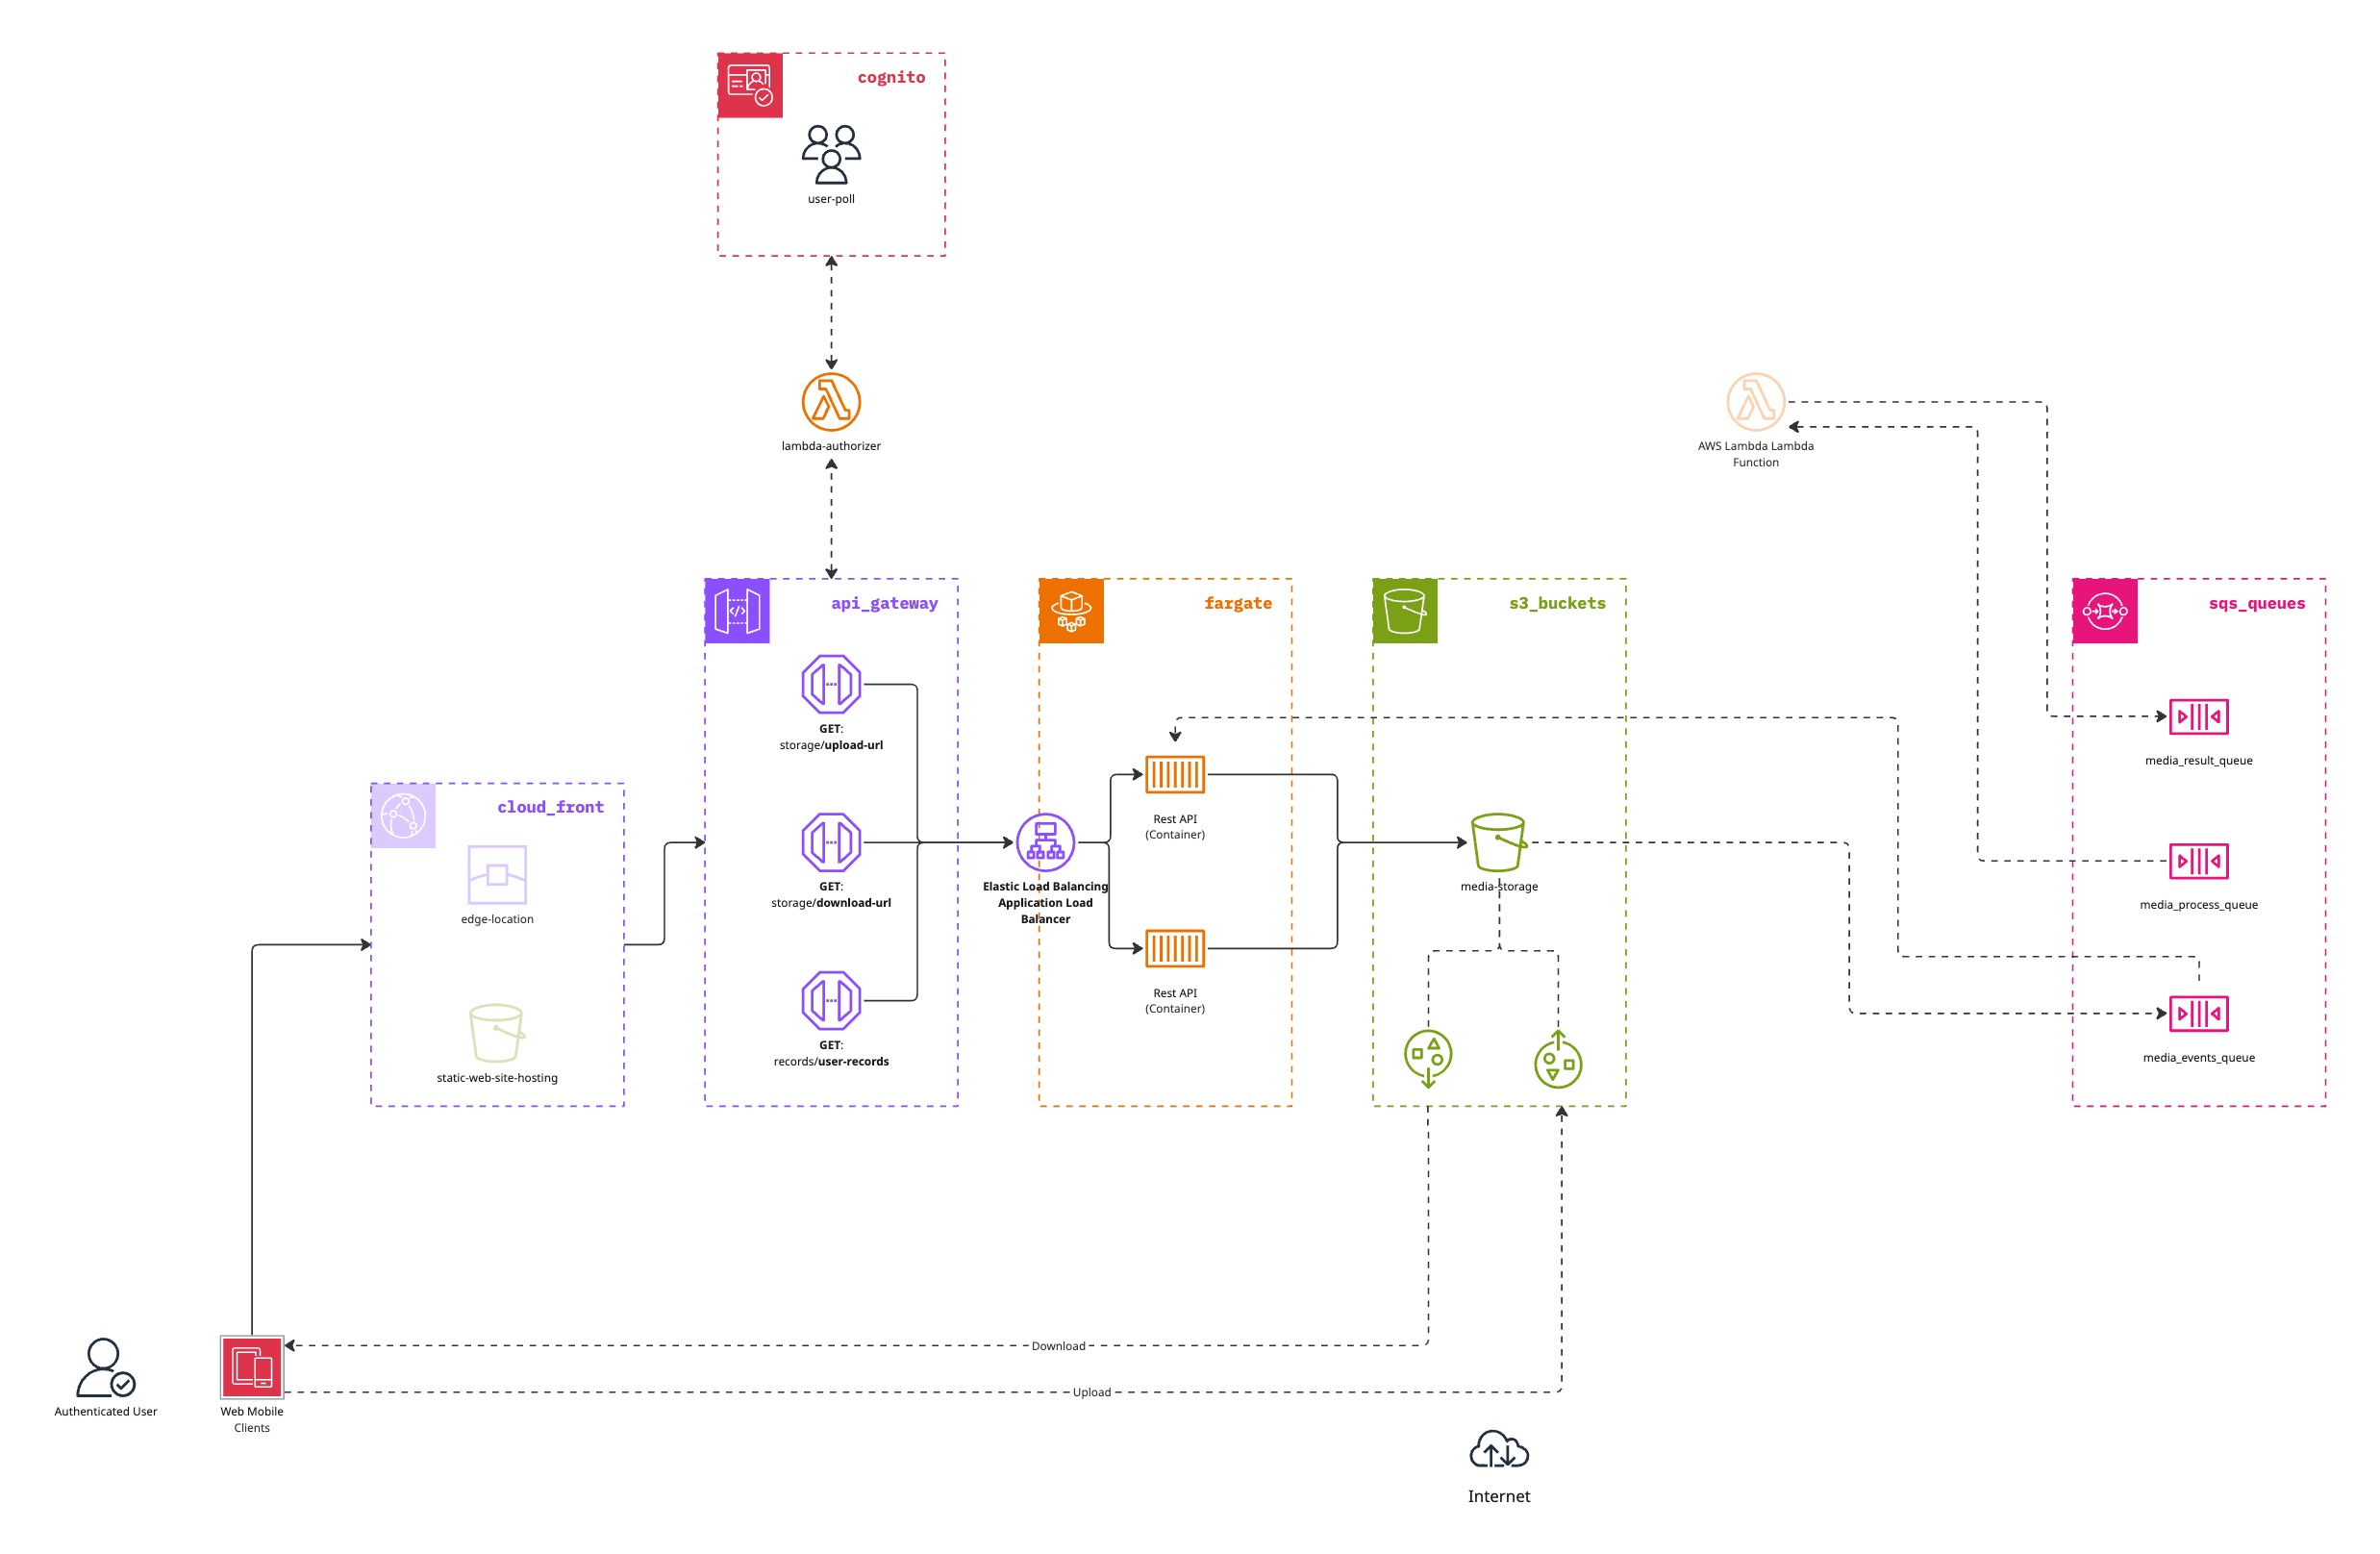 cognito
user-poll
lambda-authorizer
AWS Lambda Lambda
Function
api_gateway
GET:
storage/upload-url
GET:
storage/download-url
GET:
records/user-records
fargate
Rest API
(Container)
Elastic Load Balancing
Application Load
Balancer
Rest API
(Container)
s3_buckets
media-storage
sqs_queues
media_result_queue
media_process_queue
media_events_queue
cloud_front
edge-location
static-web-site-hosting
Download
Upload
Authenticated User
Web Mobile
Clients
Internet